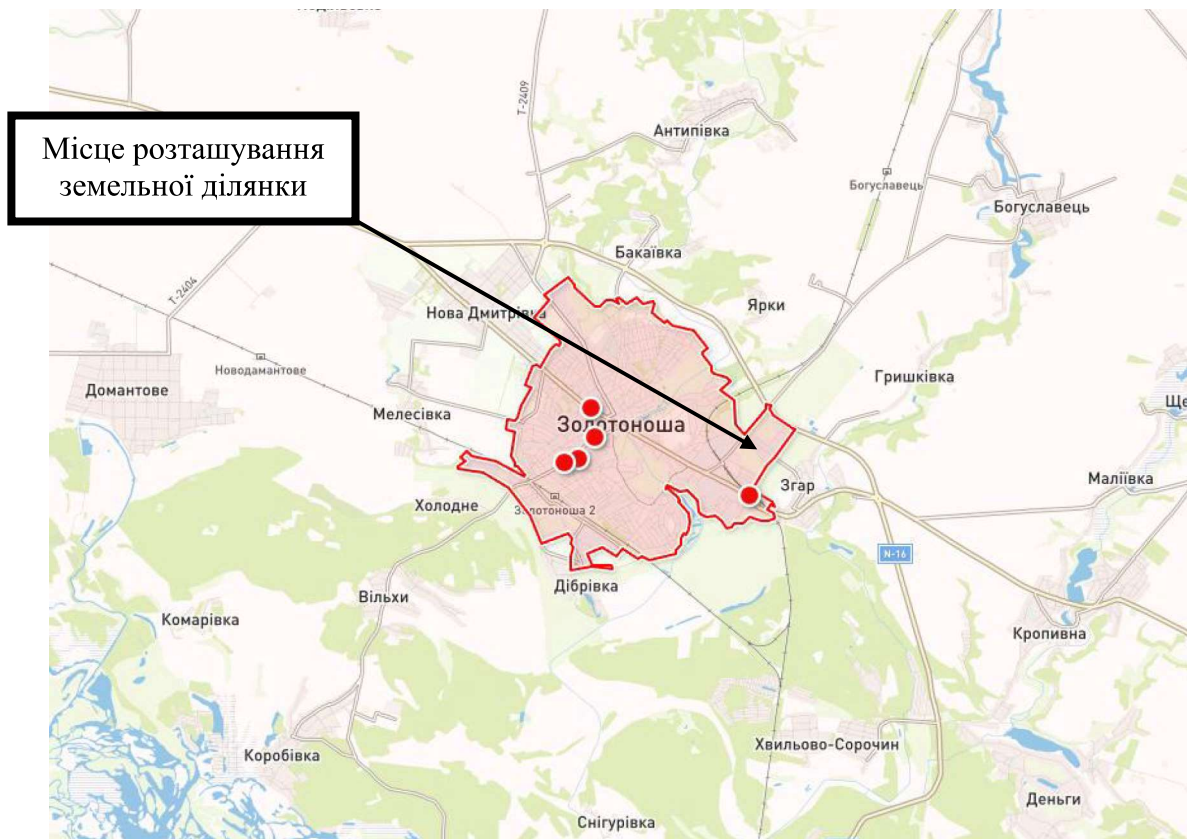 Т-2409
Антипівка
Місце розташування
земельної ділянки
Богуславець
Богуславець
Бакаївка
Т-2404
Ярки
Нова Дмитрівка
Новодамантове
Домантове
Гришківка
Мелесівка
Золотоноша
Ще
Згар
Маліївка
Холодне
Золотоноша 2
N-16
Дібрівка
Вільхи
Комарівка
Кропивна
Хвильово-Сорочин
Коробівка
Деньги
Снігурівка